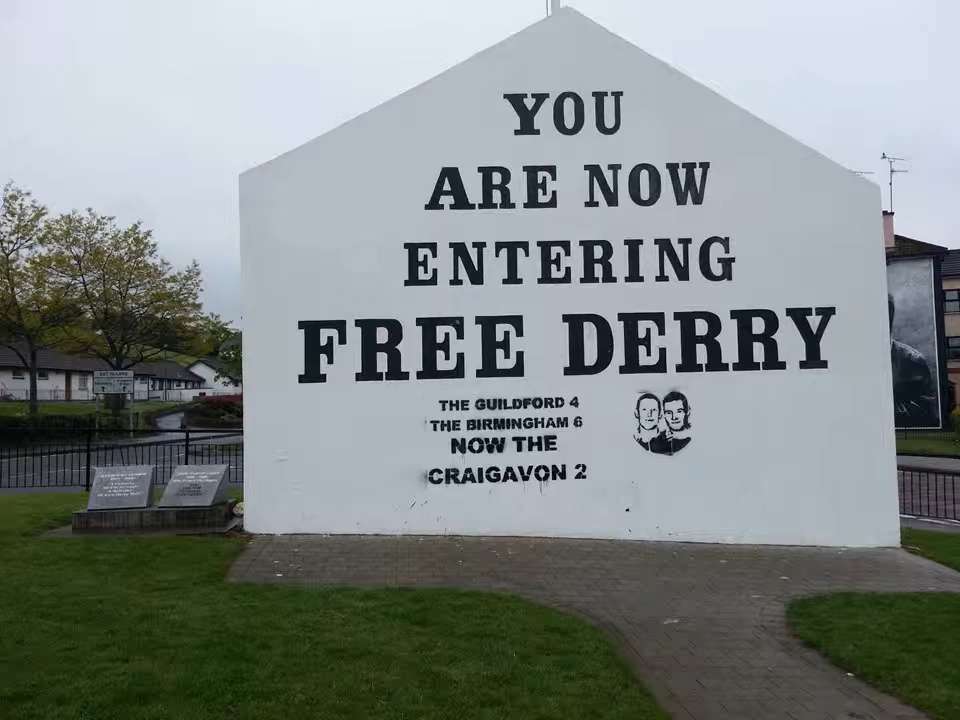 YOU
ARE NOW
ENTERING
FREE DERRY
THE GUILDFORD 4
THE BIRMINGHAM 6
NOW THE
CRAIGAVON 2